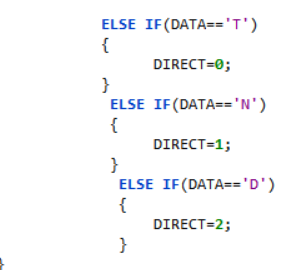 ELSE IF(DATA=='T')
{
DIRECT=0;
}
ELSE IF(DATA=='N')
{
DIRECT=1;
}
ELSE IF(DATA=='D')
{
DIRECT=2;
}
}